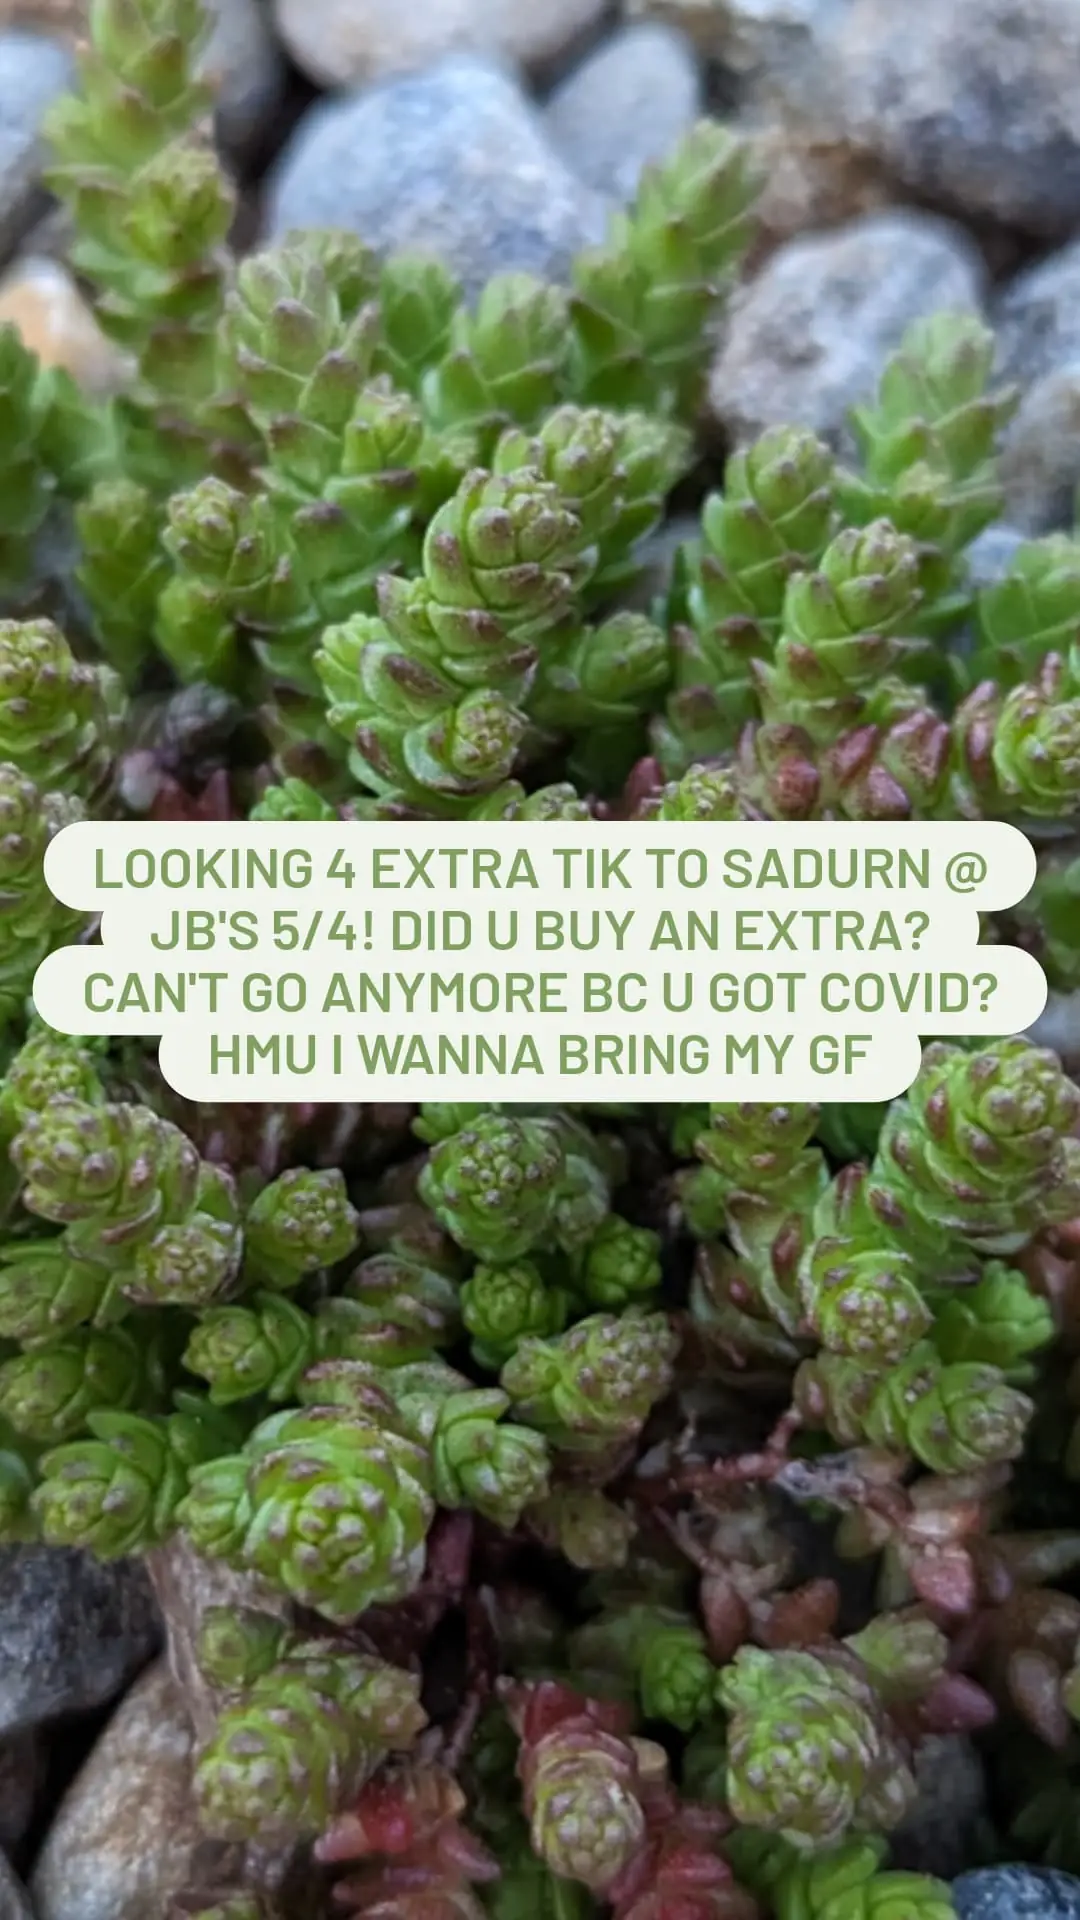 LOOKING 4 EXTRA TIK TO SADURN @
JB'S 5/4! DID U BUY AN EXTRA?
CAN'T GO ANYMORE BC U GOT COVID?
HMU I WANNA BRING MY GF